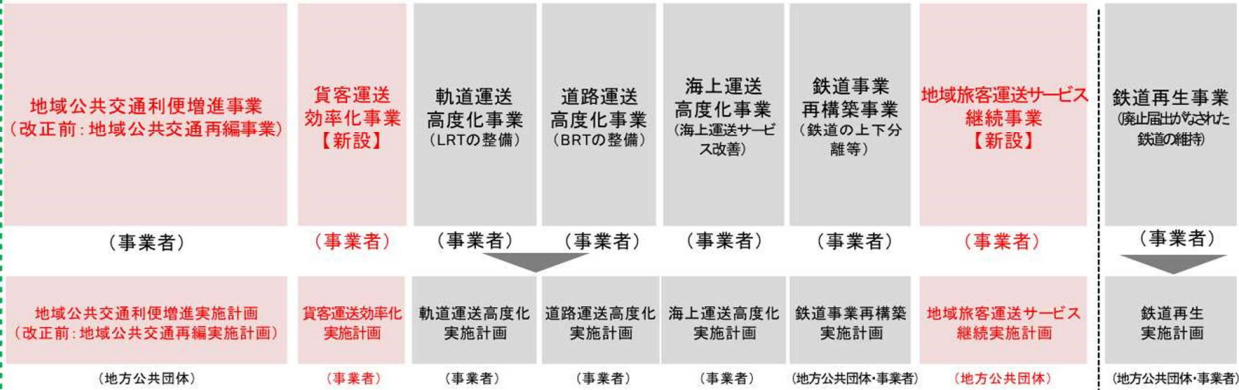 地域公共交通利便増進事業
(改正前:地域公共交通再編事業)
貨客運送
効率化事業
【新設】
軌道運送
高度化事業
(LRTの整備)
道路運送
高度化事業
(BRTの整備)
海上運送
高度化事業
(海上運送サービ
ス改善)
鉄道事業
再構築事業
(鉄道の上下分
離等)
地域旅客運送サービス
継続事業
【新設】
鉄道再生事業
(廃止届出がなされた
鉄道の維持)
(事業者)
(事業者)
(事業者)
(事業者)
(事業者)
(事業者)
(事業者)
(事業者)
地域公共交通利便増進実施計画
(改正前:地域公共交通再編実施計画)
貨客運送効率化
実施計画
軌道運送高度化
実施計画
道路運送高度化
実施計画
海上運送高度化
実施計画
鉄道事業再構築
実施計画
地域旅客運送サービス
継続実施計画
鉄道再生
実施計画
(地方公共団体)
(事業者)
(事業者)
(事業者)
(事業者)
(地方公共団体・事業者)
(地方公共団体)
(地方公共団体・事業者)